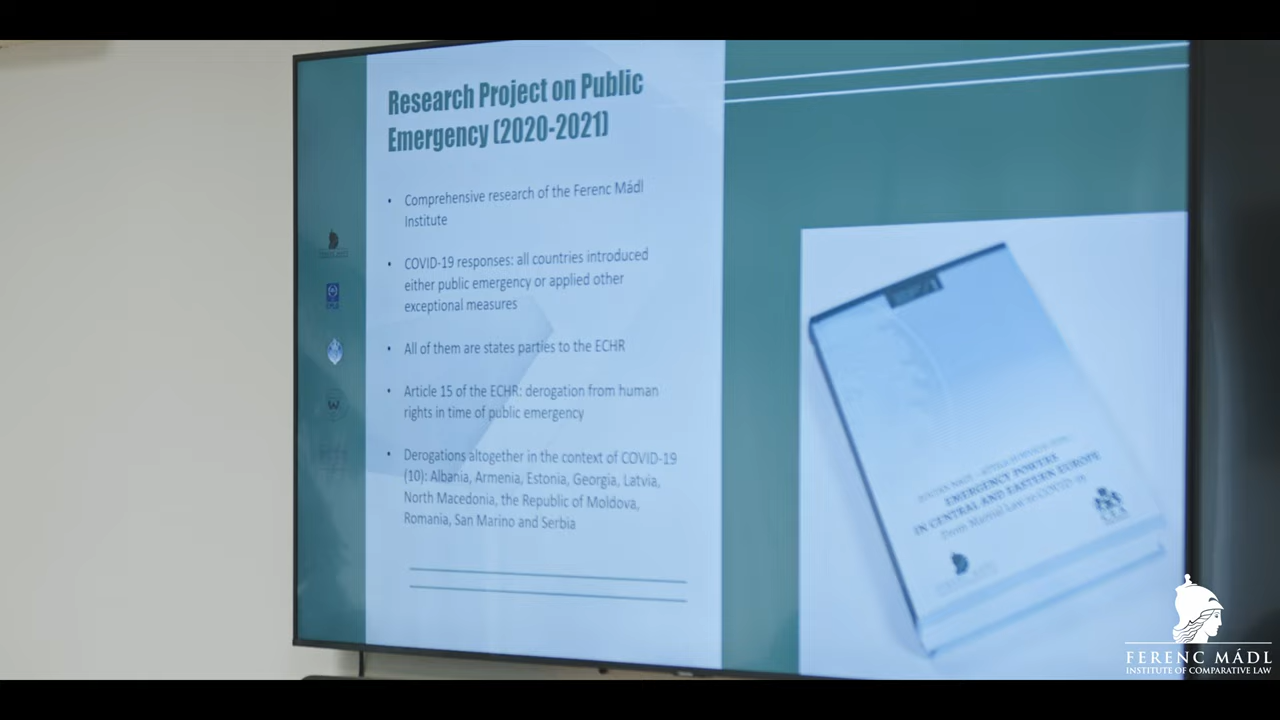 Research Project on Public
Emergency (2020-2021)
• Comprehensive research of the Ferenc Mádl
Institute
• COVID-19 responses: all countries introduced
either public emergency or applied other
exceptional measures
• All of them are states parties to the ECHR
• Article 15 of the ECHR: derogation from human
rights in time of public emergency
• Derogations altogether in the context of COVID-19
(10): Albania, Armenia, Estonia, Georgia, Latvia,
North Macedonia, the Republic of Moldova,
Romania, San Marino and Serbia
EMERGENCY POWERS
IN CENTRAL AND EASTERN EUROPE
From Martial Law to COVID-19
FERENC MÁDL
INSTITUTE OF COMPARATIVE LAW